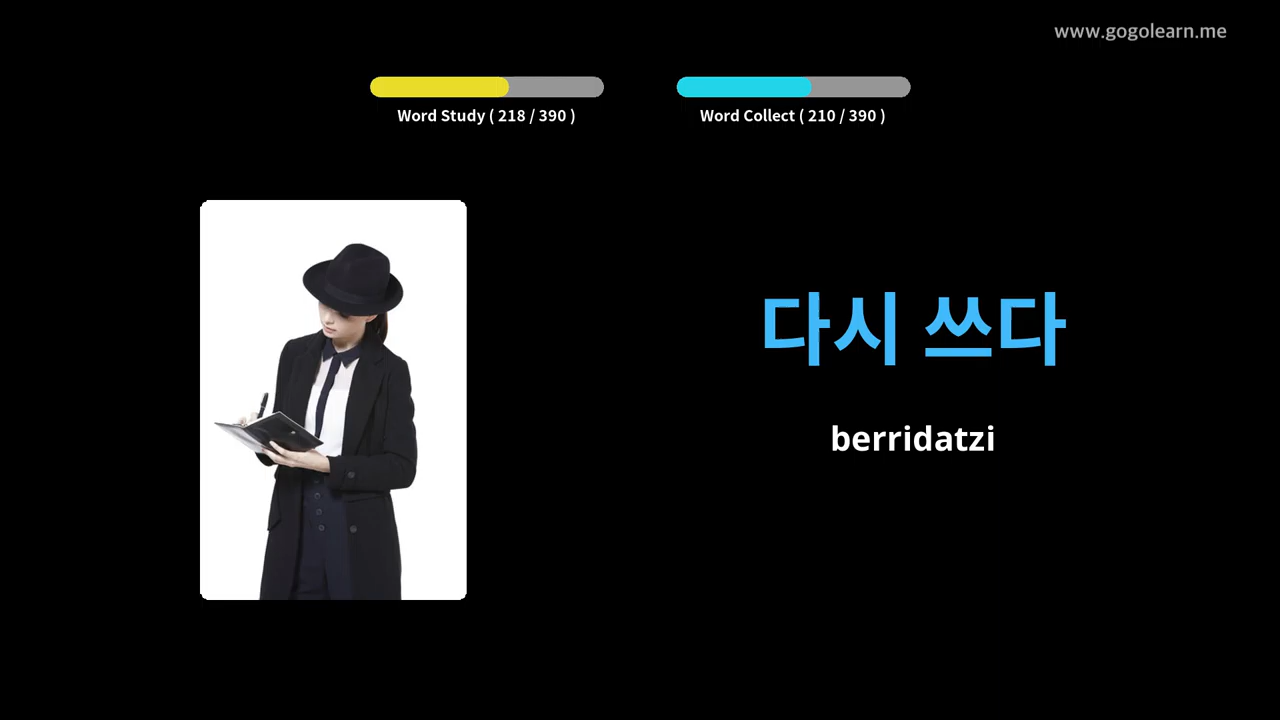 www.gogolearn.me
Word Study ( 218 / 390 )
Word Collect ( 210 / 390 )
다시 쓰다
berridatzi